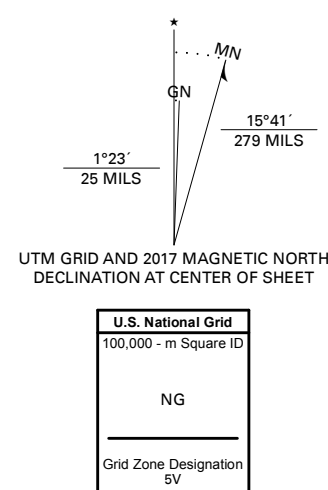 ★
MN
GN
15°41´
279 MILS
1°23´
25 MILS
UTM GRID AND 2017 MAGNETIC NORTH
DECLINATION AT CENTER OF SHEET
U.S. National Grid
100,000 - m Square ID
NG
Grid Zone Designation
5V